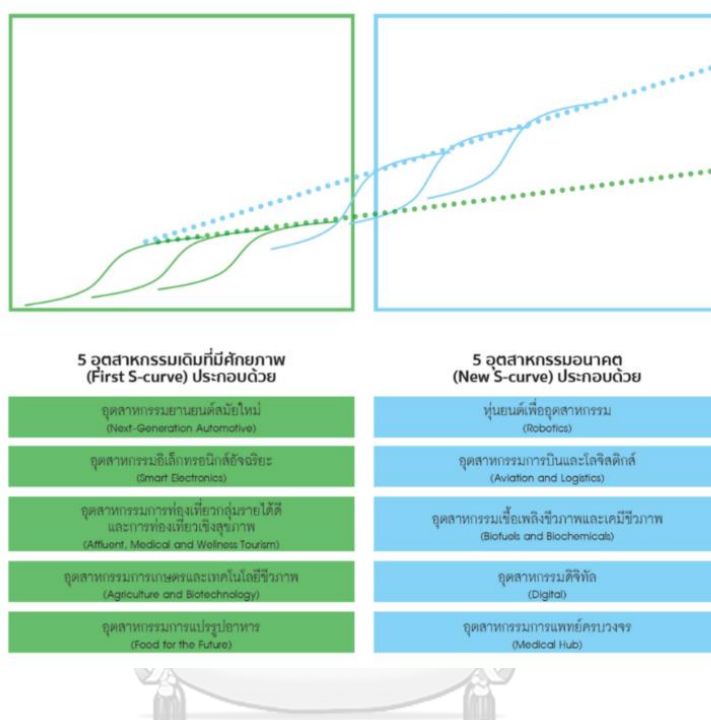 5 อุตสาหกรรมเดิมที่มีศักยภาพ
(First S-curve) ประกอบด้วย
อุตสาหกรรมยานยนต์สมัยใหม่
(Next-Generation Automotive)
อุตสาหกรรมอิเล็กทรอนิกส์อัจฉริยะ
(Smart Electronics)
อุตสาหกรรมการท่องเที่ยวกลุ่มรายได้ดี
และการท่องเที่ยวเชิงสุขภาพ
(Affluent, Medical and Wellness Tourism)
อุตสาหกรรมการเกษตรและเทคโนโลยีชีวภาพ
(Agriculture and Biotechnology)
อุตสาหกรรมการแปรรูปอาหาร
(Food for the Future)
5 อุตสาหกรรมอนาคต
(New S-curve) ประกอบด้วย
หุ่นยนต์เพื่ออุตสาหกรรม
(Robotics)
อุตสาหกรรมการบินและโลจิสติกส์
(Aviation and Logistics)
อุตสาหกรรมเชื้อเพลิงชีวภาพและเคมีชีวภาพ
(Biofuels and Biochemicals)
อุตสาหกรรมดิจิทัล
(Digital)
อุตสาหกรรมการแพทย์ครบวงจร
(Medical Hub)